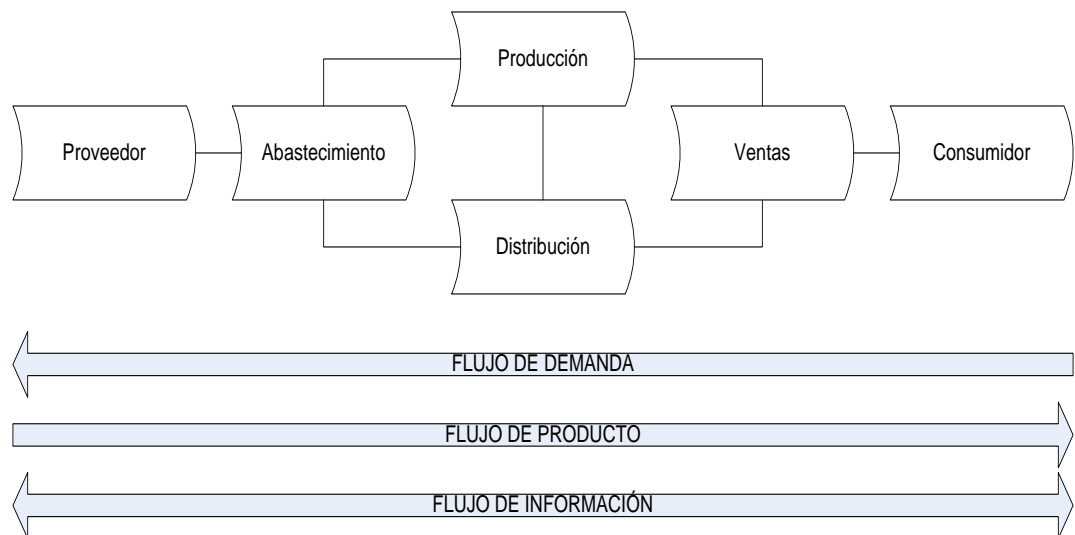 Producción
Proveedor
Abastecimiento
Ventas
Consumidor
Distribución
FLUJO DE DEMANDA
FLUJO DE PRODUCTO
FLUJO DE INFORMACIÓN